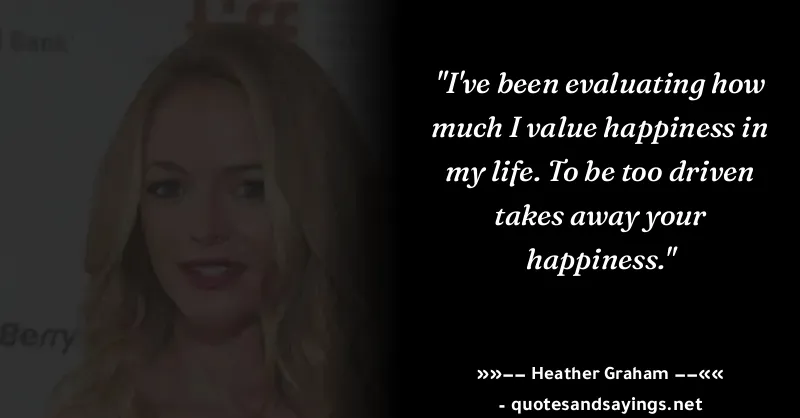 Bank
tiff
Berry
"I've been evaluating how
much I value happiness in
my life. To be too driven
takes away your
happiness."
»»−− Heather Graham −−««
- quotesandsayings.net